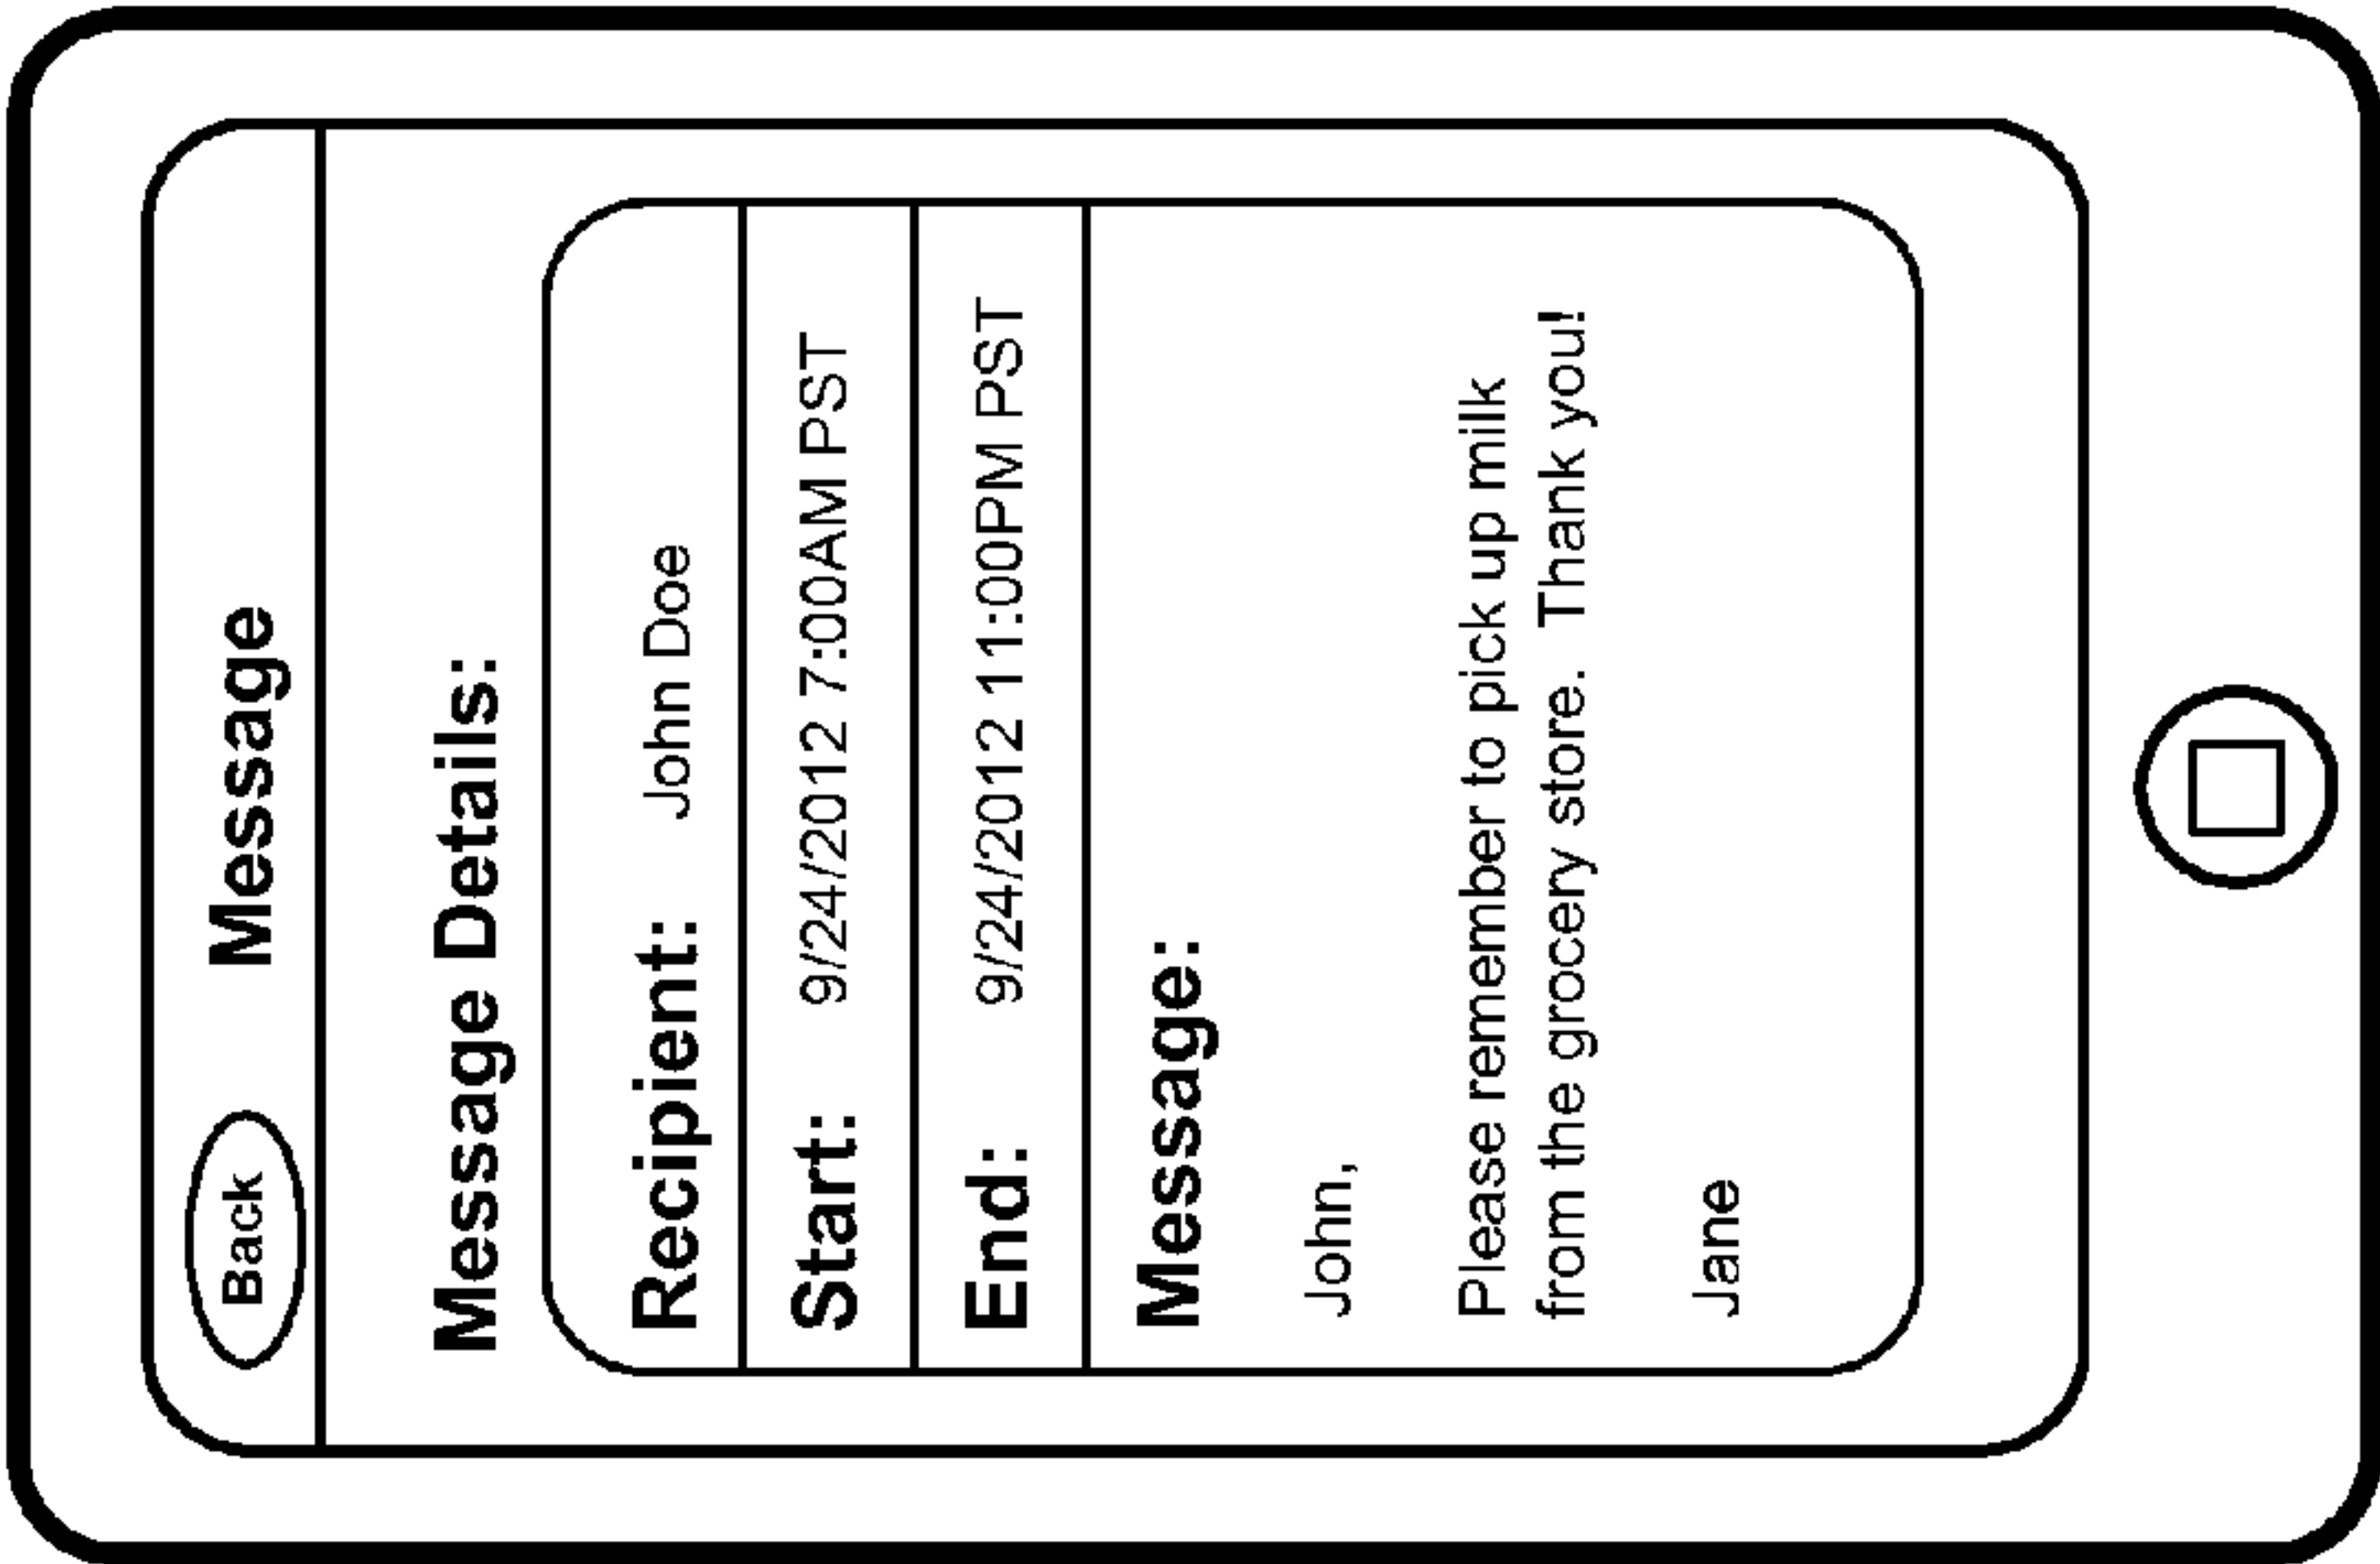 Back Message
Message Details:
Recipient: John Doe
Start: 9/24/2012 7:00AM PST
End: 9/24/2012 11:00PM PST
Message:
John,
Please remember to pick up milk
from the grocery store.  Thank you!
Jane